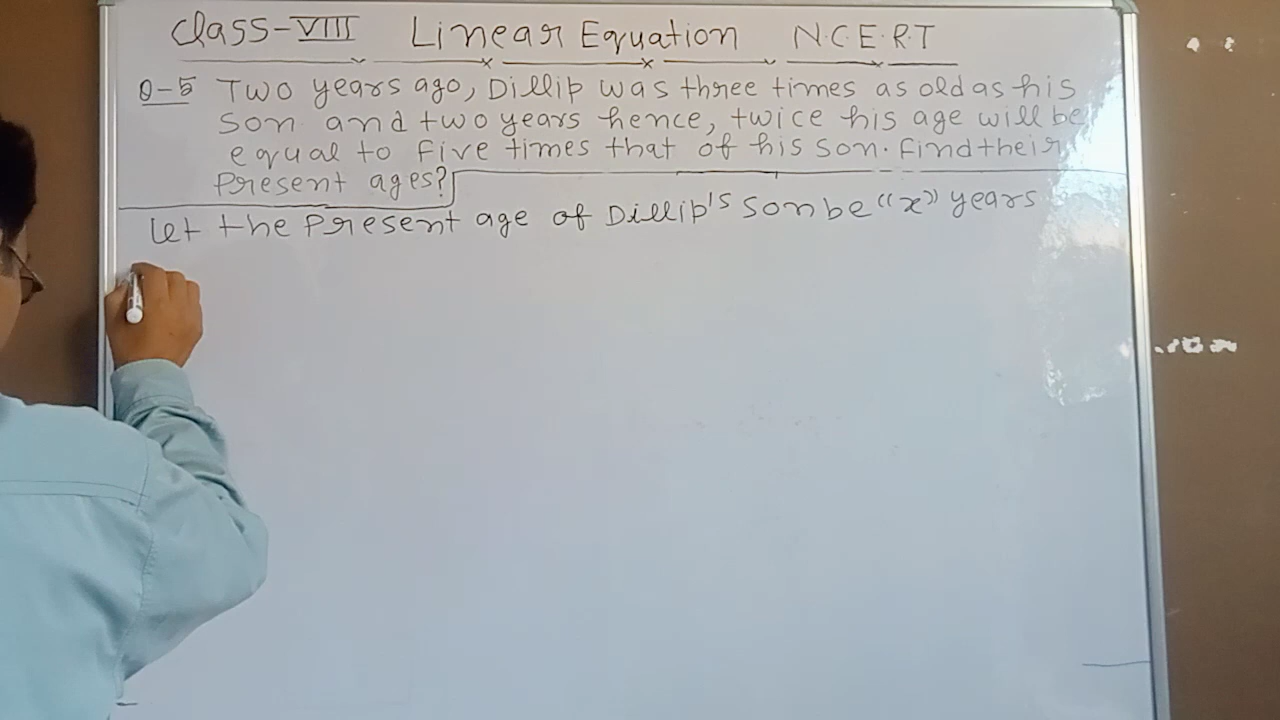 Class-VIII Linear Equation N.C.E.R.T
Q-5 Two years ago, Dillip was three times as old as his
son and two years hence, twice his age will be
equal to five times that of his son. find their
Present ages?
Let the Present age of Dillip's Son be "x" years